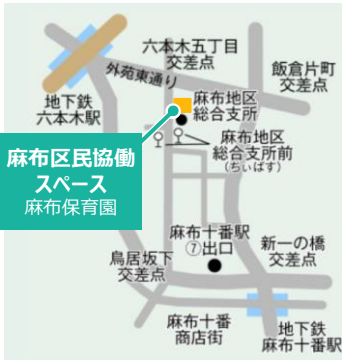 六本木五丁目
交差点
外苑東通り
飯倉片町
交差点
地下鉄
六本木駅
麻布地区
総合支所
麻布区民協働
スペース
麻布保育園
麻布地区
総合支所前
(ちぃばす)
麻布十番駅
⑦出口
新一の橋
交差点
鳥居坂下
交差点
麻布十番
商店街
地下鉄
麻布十番駅